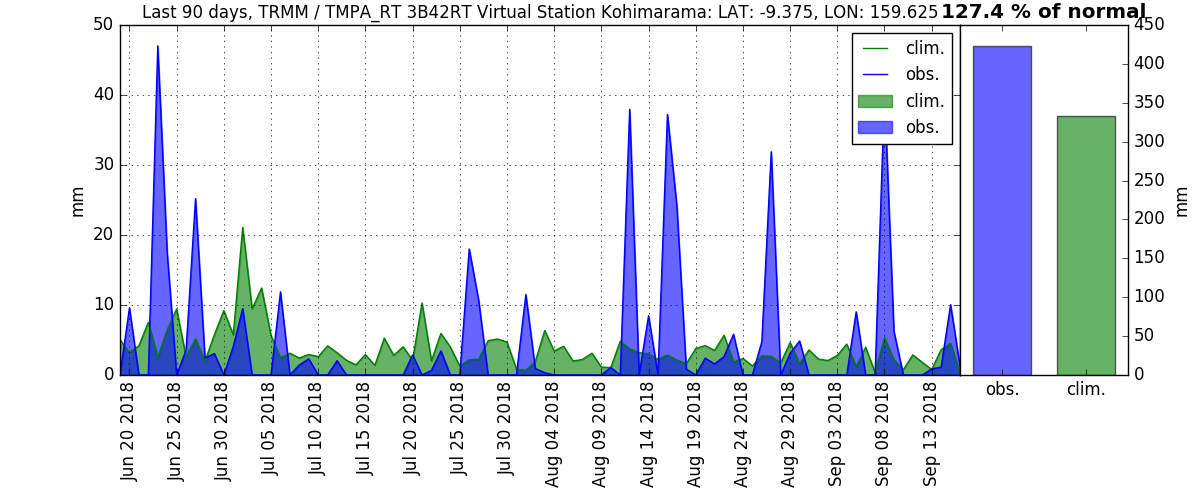 Last 90 days, TRMM / TMPA_RT 3B42RT Virtual Station Kohimarama: LAT: -9.375, LON: 159.625
127.4 % of normal
50
40
30
20
10
0
mm
clim.
obs.
clim.
obs.
450
400
350
300
250
200
150
100
50
0
mm
Jun 20 2018
Jun 25 2018
Jun 30 2018
Jul 05 2018
Jul 10 2018
Jul 15 2018
Jul 20 2018
Jul 25 2018
Jul 30 2018
Aug 04 2018
Aug 09 2018
Aug 14 2018
Aug 19 2018
Aug 24 2018
Aug 29 2018
Sep 03 2018
Sep 08 2018
Sep 13 2018
obs.
clim.